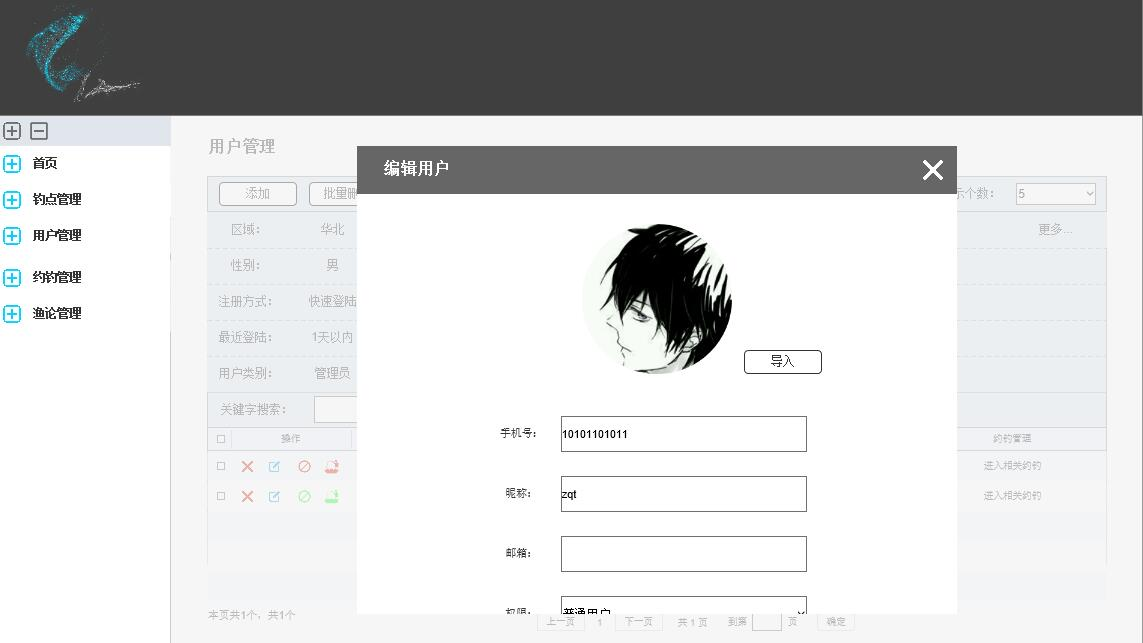 首页
钓点管理
用户管理
约钓管理
渔论管理
用户管理
添加
示个数： 5
区域： 华北 更多...
性别： 男
注册方式： 快速登陆
最近登陆： 1天以内
用户类别： 管理员
关键字搜索：
操作 约钓管理
进入相关约钓
进入相关约钓
本页共1个，共1个
上一页 1 下一页 共 1 页 到第 页 确定
编辑用户
导入
手机号： 10101101011
昵称： zqt
邮箱：
权限： 普通用户